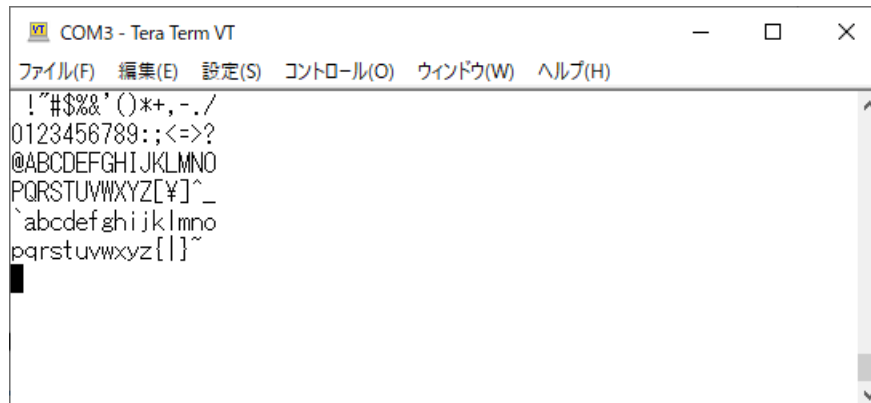 COM3 - Tera Term VT
ファイル(F) 編集(E) 設定(S) コントロール(O) ウィンドウ(W) ヘルプ(H)
 !"#$%&'()*+,-./
0123456789:;<=>?
@ABCDEFGHIJKLMNO
PQRSTUVWXYZ[¥]^_
`abcdefghijklmno
pqrstuvwxyz{|}~